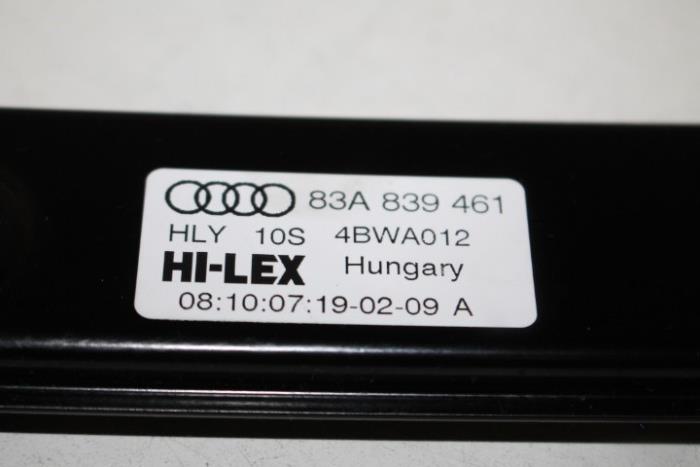 83A 839 461
HLY 10S 4BWA012
HI-LEX Hungary
08:10:07:19-02-09 A